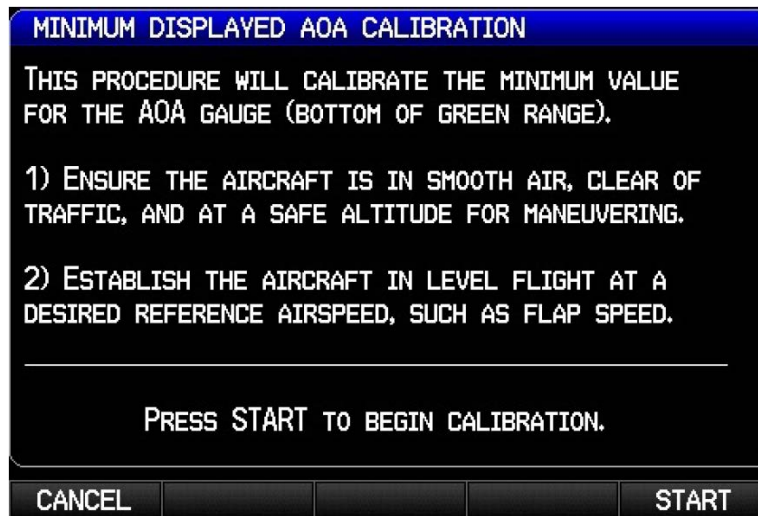 MINIMUM DISPLAYED AOA CALIBRATION
THIS PROCEDURE WILL CALIBRATE THE MINIMUM VALUE
FOR THE AOA GAUGE (BOTTOM OF GREEN RANGE).
1) ENSURE THE AIRCRAFT IS IN SMOOTH AIR, CLEAR OF
TRAFFIC, AND AT A SAFE ALTITUDE FOR MANEUVERING.
2) ESTABLISH THE AIRCRAFT IN LEVEL FLIGHT AT A
DESIRED REFERENCE AIRSPEED, SUCH AS FLAP SPEED.
PRESS START TO BEGIN CALIBRATION.
CANCEL START